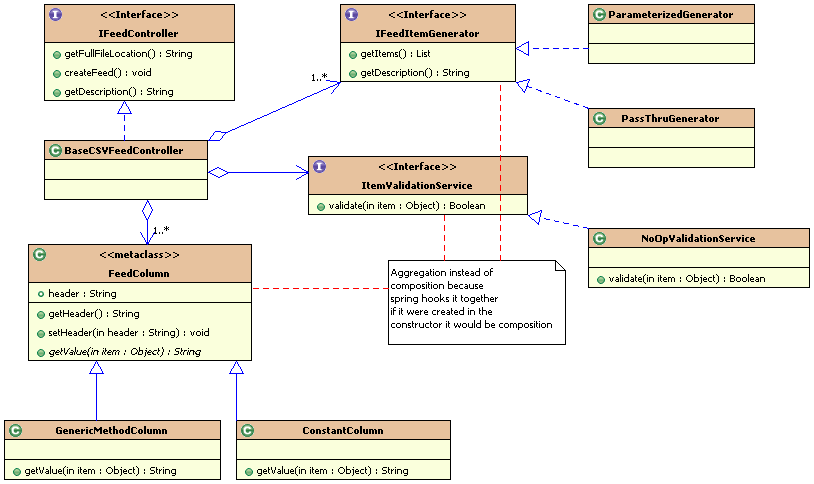 I
<<Interface>>
IFeedController
getFullFileLocation() : String
createFeed() : void
getDescription() : String
I
<<Interface>>
IFeedItemGenerator
getItems() : List
getDescription() : String
C
ParameterizedGenerator
C
PassThruGenerator
1..*
C
BaseCSVFeedController
I
<<Interface>>
ItemValidationService
validate(in item : Object) : Boolean
1..*
C
NoOpValidationService
validate(in item : Object) : Boolean
C
<<metaclass>>
FeedColumn
header : String
getHeader() : String
setHeader(in header : String) : void
getValue(in item : Object) : String
Aggregation instead of
composition because
spring hooks it together
if it were created in the
constructor it would be composition
C
GenericMethodColumn
getValue(in item : Object) : String
C
ConstantColumn
getValue(in item : Object) : String